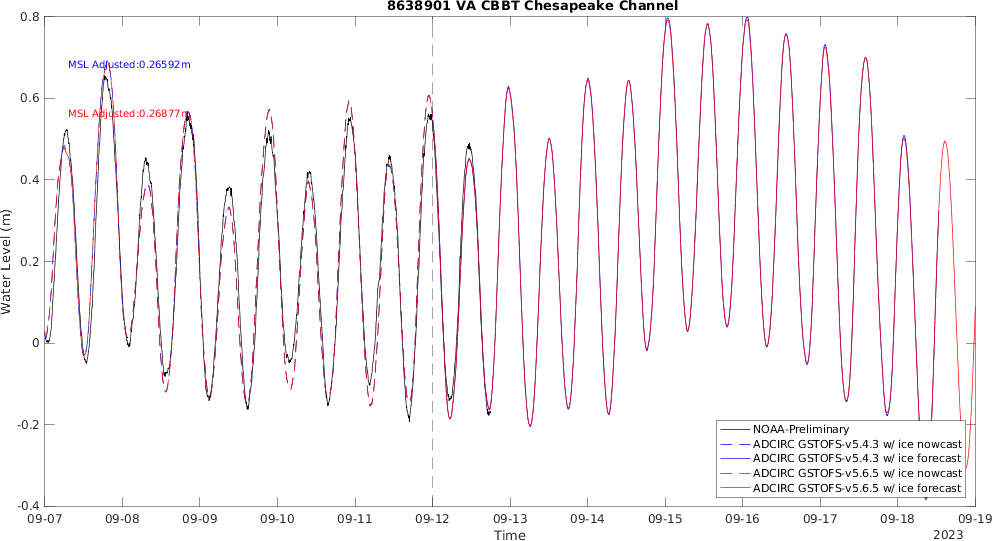 8638901 VA CBBT Chesapeake Channel
0.8
0.6
0.4
0.2
0
-0.2
-0.4
Water Level (m)
MSL Adjusted:0.26592m
MSL Adjusted:0.26877m
NOAA-Preliminary
ADCIRC GSTOFS-v5.4.3 w/ ice nowcast
ADCIRC GSTOFS-v5.4.3 w/ ice forecast
ADCIRC GSTOFS-v5.6.5 w/ ice nowcast
ADCIRC GSTOFS-v5.6.5 w/ ice forecast
09-07 09-08 09-09 09-10 09-11 09-12 09-13 09-14 09-15 09-16 09-17 09-18 09-19
Time
2023